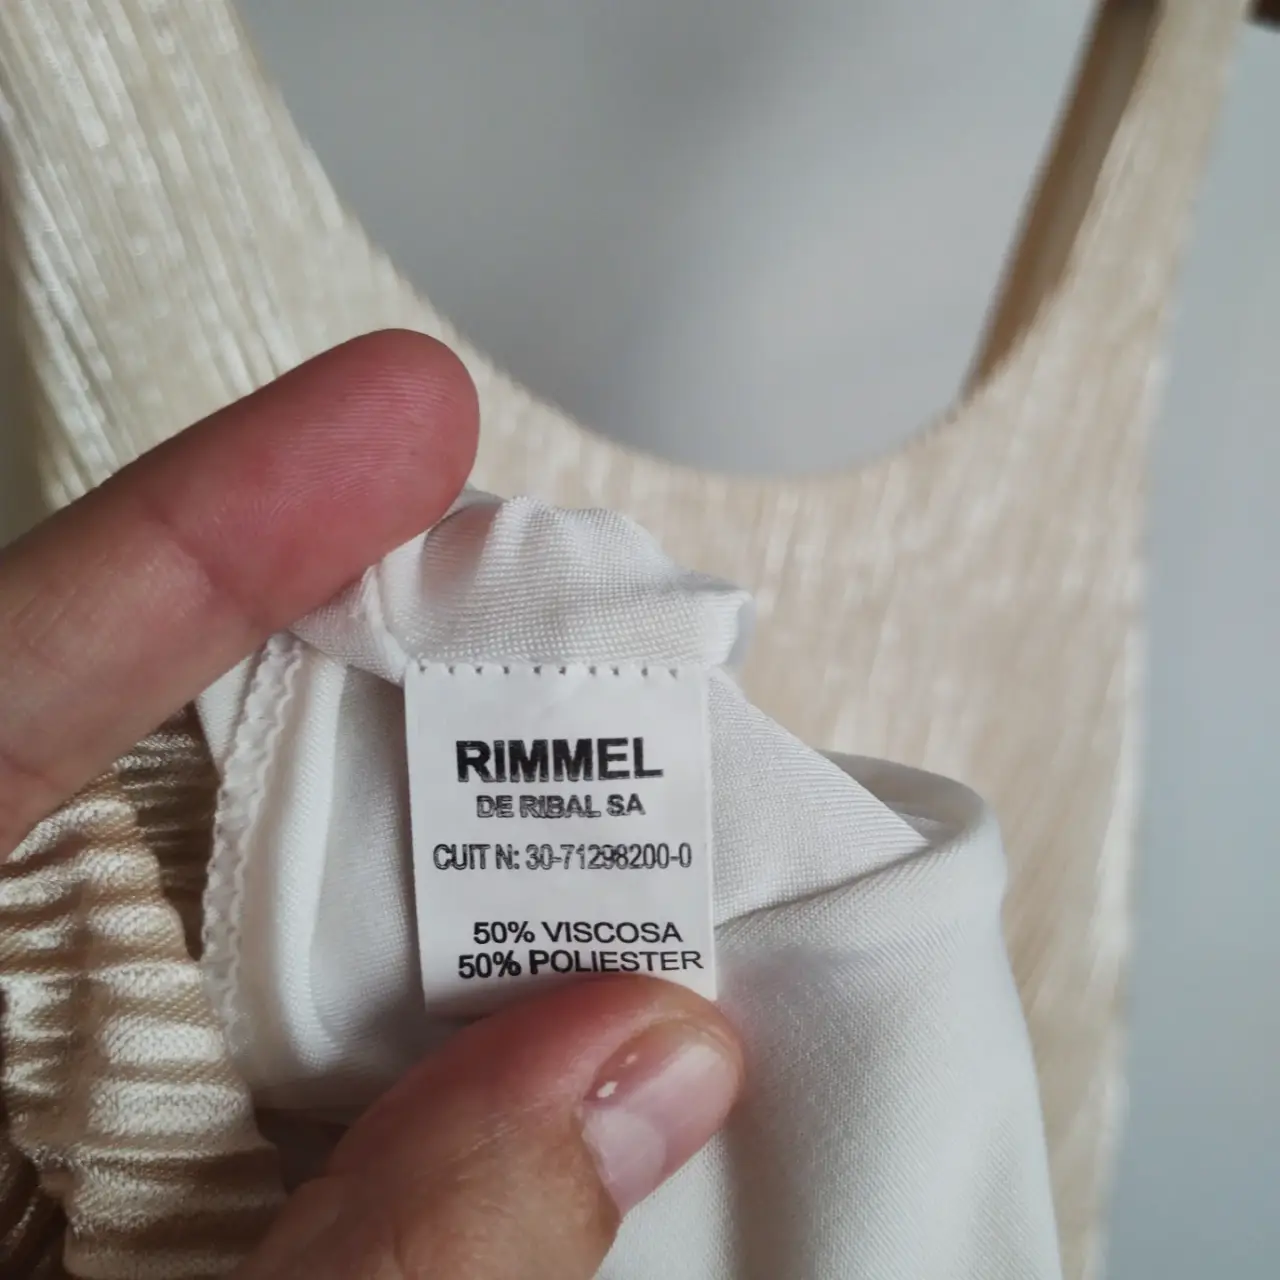 RIMMEL
DE RIBAL SA
CUIT N: 30-71298200-0
50% VISCOSA
50% POLIESTER